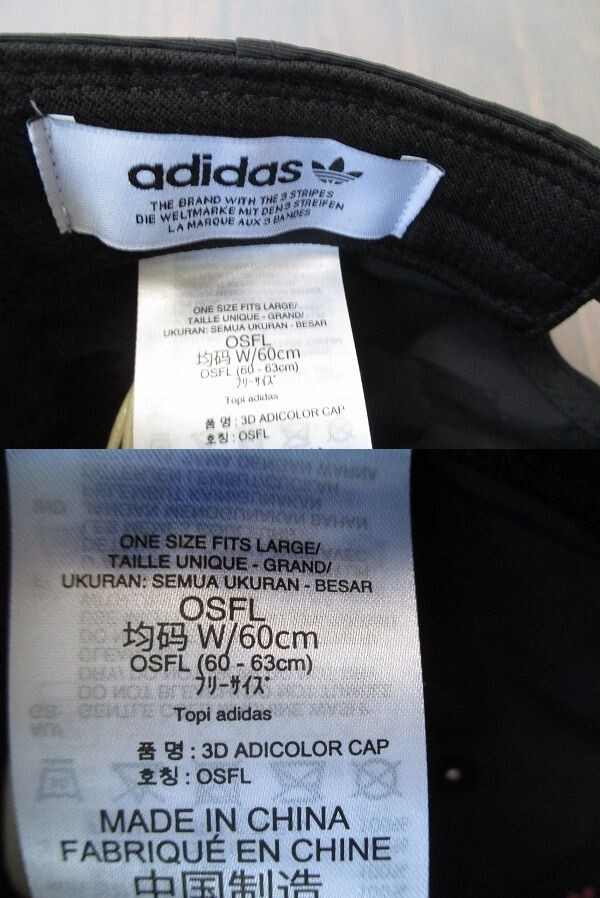 adidas
THE BRAND WITH THE 3 STRIPES
DIE WELTMARKE MIT DEN 3 STREIFEN
LA MARQUE AUX 3 BANDES
ONE SIZE FITS LARGE/
TAILLE UNIQUE - GRAND/
UKURAN: SEMUA UKURAN - BESAR
OSFL
均码 W/60cm
OSFL (60 - 63cm)
フリーサイズ
Topi adidas
품 명 : 3D ADICOLOR CAP
호칭 : OSFL
ONE SIZE FITS LARGE/
TAILLE UNIQUE - GRAND/
UKURAN: SEMUA UKURAN - BESAR
OSFL
均码 W/60cm
OSFL (60 - 63cm)
フリーサイズ
Topi adidas
품 명 : 3D ADICOLOR CAP
호칭 : OSFL
MADE IN CHINA
FABRIQUÉ EN CHINE
中国制造